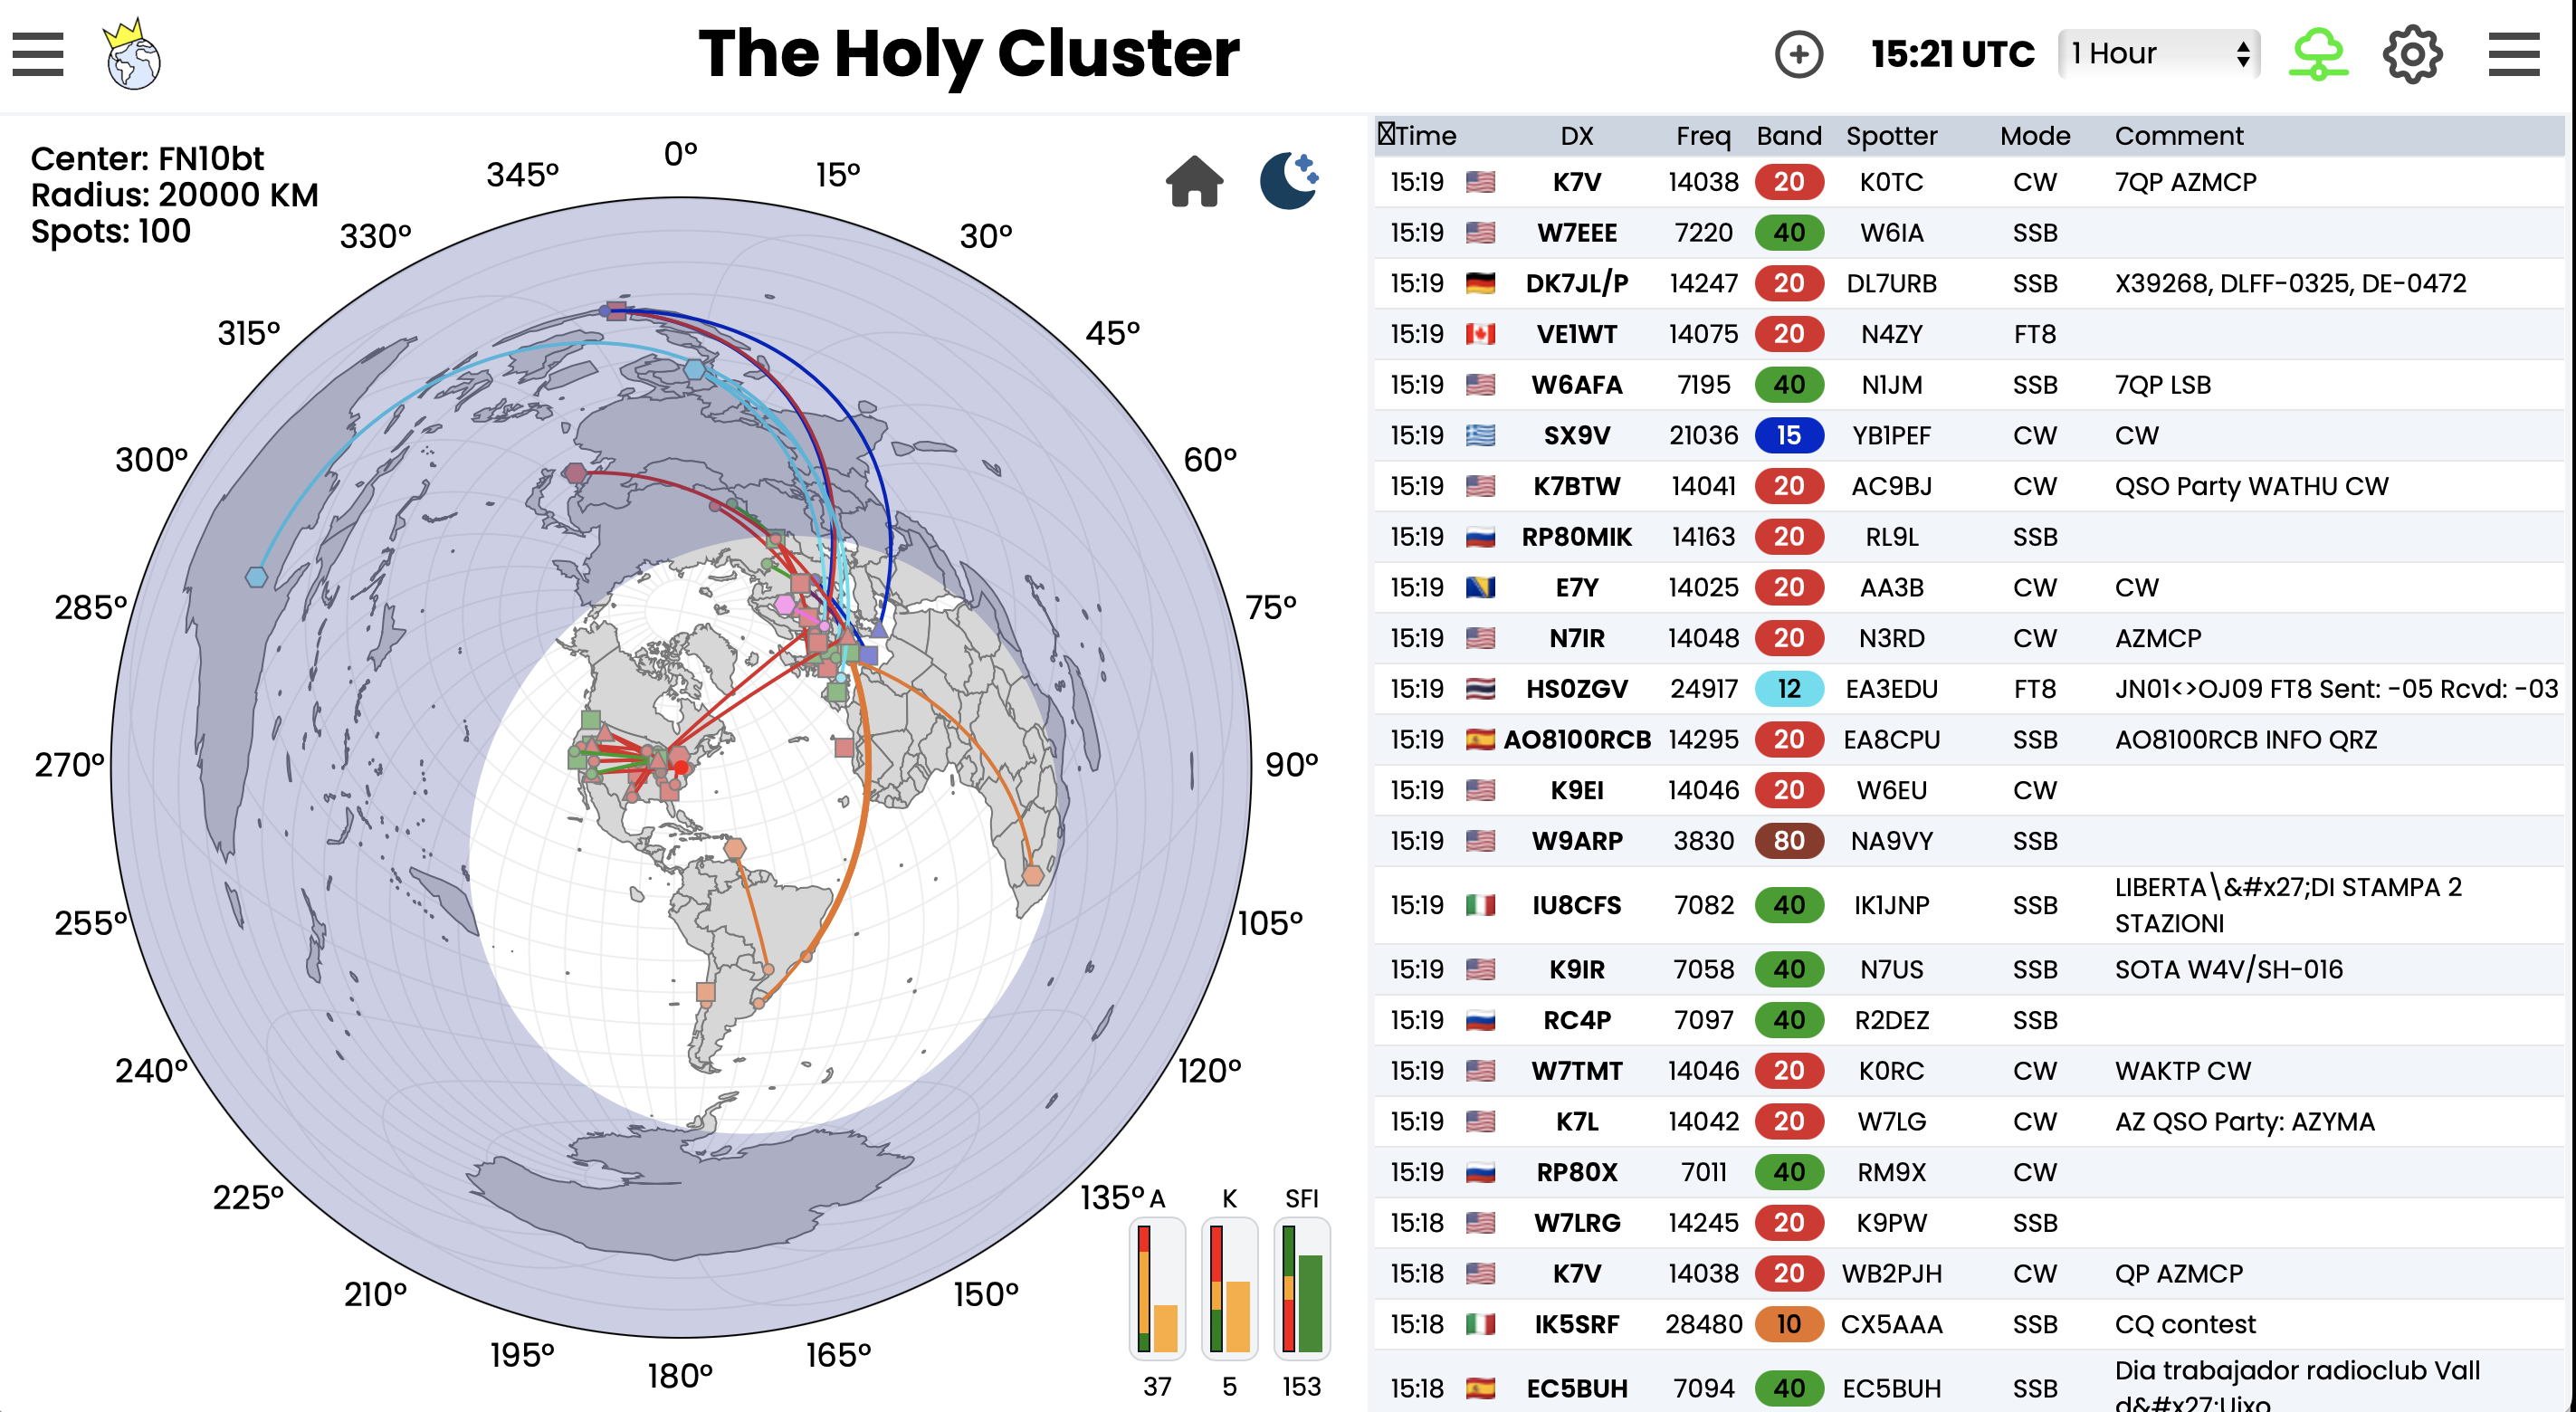 The Holy Cluster
15:21 UTC
1 Hour
Center: FN10bt
Radius: 20000 KM
Spots: 100
0°
15°
30°
45°
60°
75°
90°
105°
120°
135°
150°
165°
180°
195°
210°
225°
240°
255°
270°
285°
300°
315°
330°
345°
A K SFI
37 5 153
Time DX Freq Band Spotter Mode Comment
15:19 K7V 14038 20 K0TC CW 7QP AZMCP
15:19 W7EEE 7220 40 W6IA SSB
15:19 DK7JL/P 14247 20 DL7URB SSB X39268, DLFF-0325, DE-0472
15:19 VE1WT 14075 20 N4ZY FT8
15:19 W6AFA 7195 40 N1JM SSB 7QP LSB
15:19 SX9V 21036 15 YB1PEF CW CW
15:19 K7BTW 14041 20 AC9BJ CW QSO Party WATHU CW
15:19 RP80MIK 14163 20 RL9L SSB
15:19 E7Y 14025 20 AA3B CW CW
15:19 N7IR 14048 20 N3RD CW AZMCP
15:19 HS0ZGV 24917 12 EA3EDU FT8 JN01<>OJ09 FT8 Sent: -05 Rcvd: -03
15:19 AO8100RCB 14295 20 EA8CPU SSB AO8100RCB INFO QRZ
15:19 K9EI 14046 20 W6EU CW
15:19 W9ARP 3830 80 NA9VY SSB
15:19 IU8CFS 7082 40 IK1JNP SSB LIBERTA\&#x27;DI STAMPA 2
STAZIONI
15:19 K9IR 7058 40 N7US SSB SOTA W4V/SH-016
15:19 RC4P 7097 40 R2DEZ SSB
15:19 W7TMT 14046 20 K0RC CW WAKTP CW
15:19 K7L 14042 20 W7LG CW AZ QSO Party: AZYMA
15:19 RP80X 7011 40 RM9X CW
15:18 W7LRG 14245 20 K9PW SSB
15:18 K7V 14038 20 WB2PJH CW QP AZMCP
15:18 IK5SRF 28480 10 CX5AAA SSB CQ contest
15:18 EC5BUH 7094 40 EC5BUH SSB Dia trabajador radioclub Vall
d&#x27;Uixo